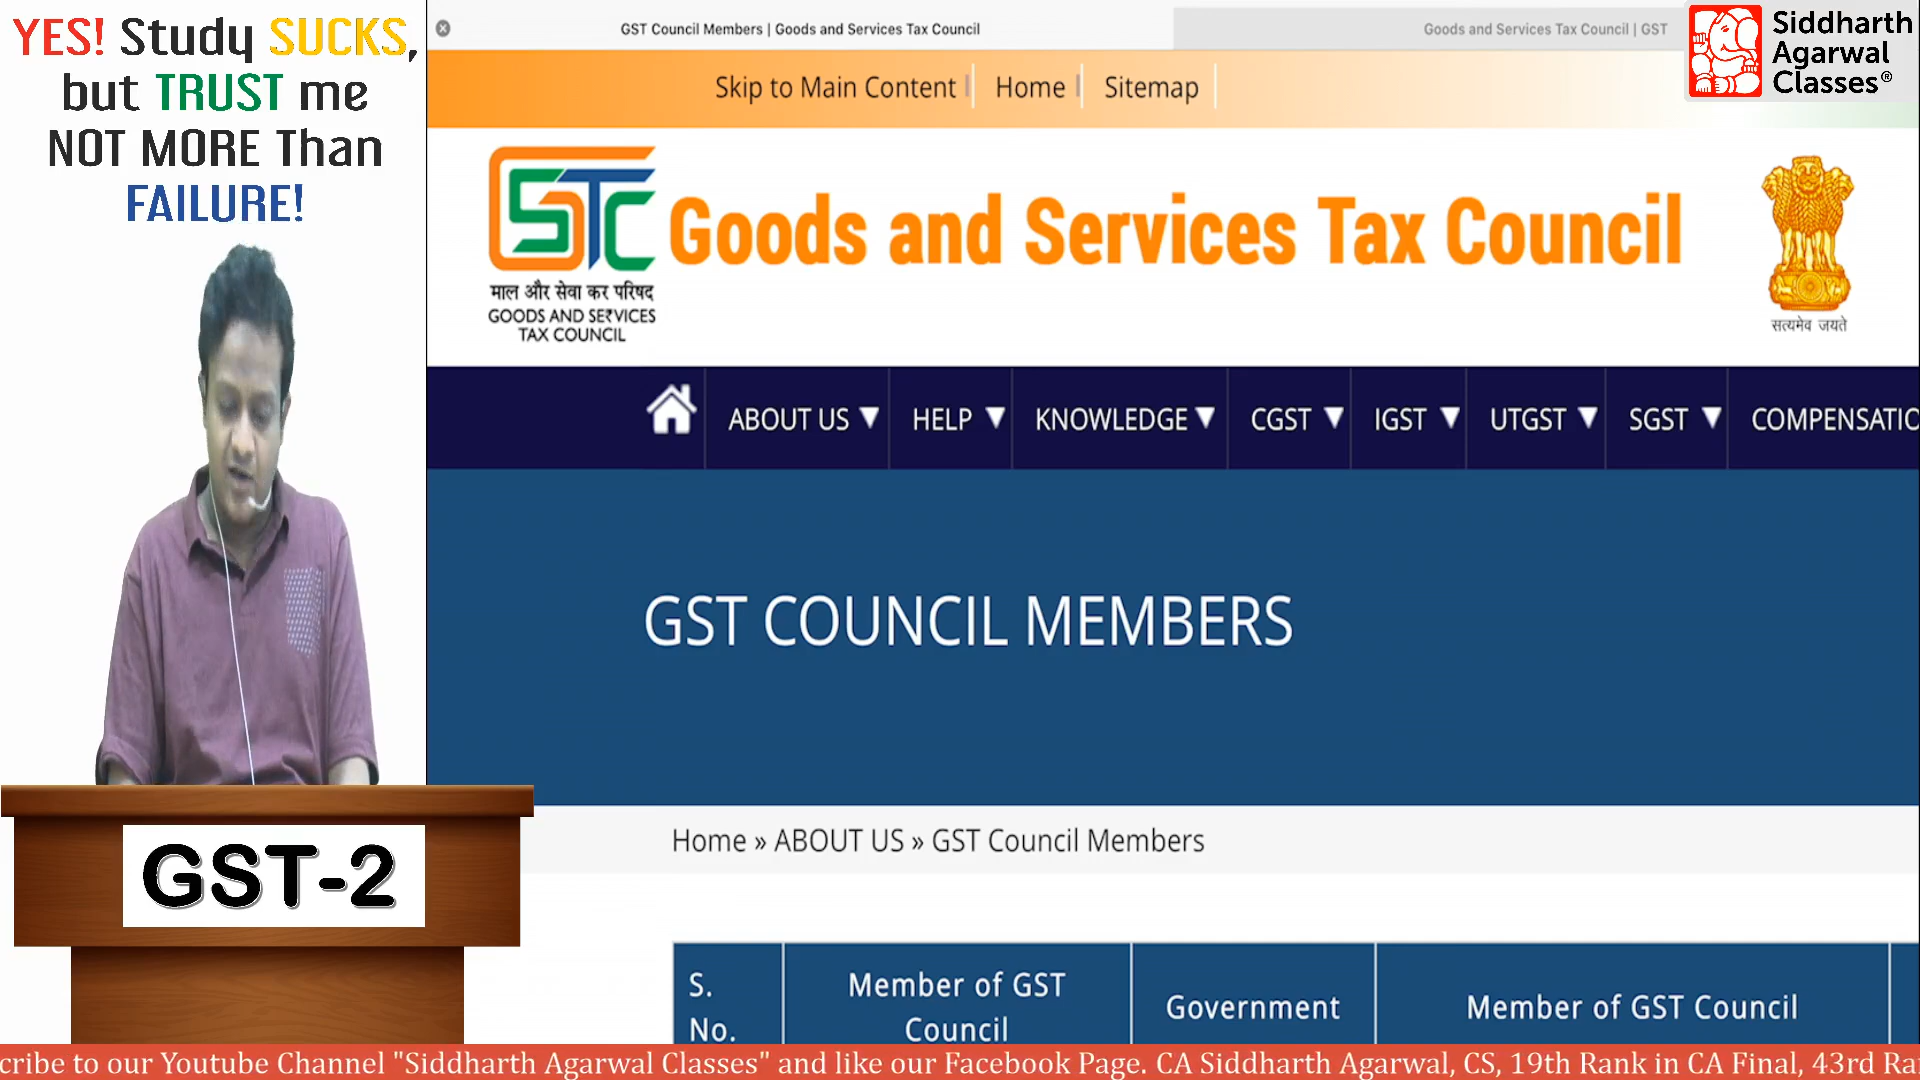 YES! Study SUCKS,
but TRUST me
NOT MORE Than
FAILURE!
GST-2
GST Council Members | Goods and Services Tax Council
Goods and Services Tax Council | GST
Siddharth
Agarwal
Classes®
Skip to Main Content
Home
Sitemap
माल और सेवा कर परिषद
GOODS AND SE₹VICES
TAX COUNCIL
Goods and Services Tax Council
सत्यमेव जयते
ABOUT US ▼
HELP ▼
KNOWLEDGE ▼
CGST ▼
IGST ▼
UTGST ▼
SGST ▼
COMPENSATIO
GST COUNCIL MEMBERS
Home » ABOUT US » GST Council Members
S.
No.
Member of GST
Council
Government
Member of GST Council
cribe to our Youtube Channel "Siddharth Agarwal Classes" and like our Facebook Page. CA Siddharth Agarwal, CS, 19th Rank in CA Final, 43rd Ra